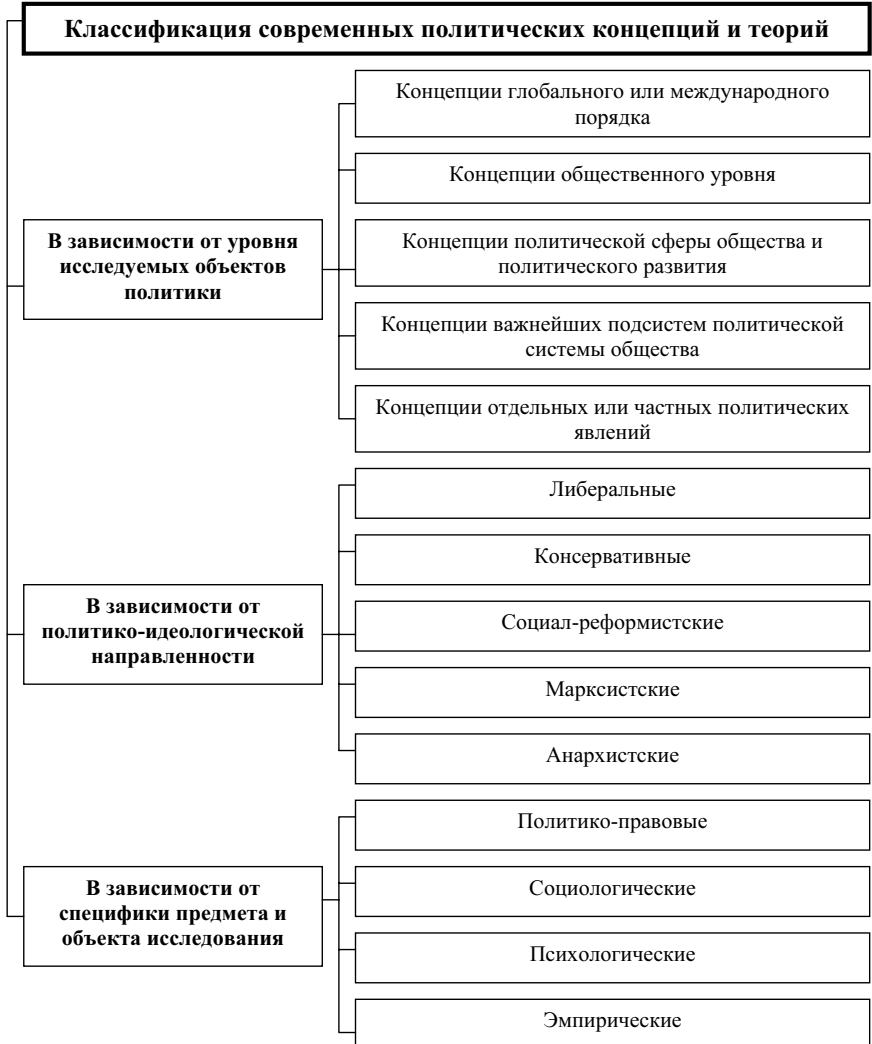 Классификация современных политических концепций и теорий
В зависимости от уровня
исследуемых объектов
политики
Концепции глобального или международного
порядка
Концепции общественного уровня
Концепции политической сферы общества и
политического развития
Концепции важнейших подсистем политической
системы общества
Концепции отдельных или частных политических
явлений
В зависимости от
политико-идеологической
направленности
Либеральные
Консервативные
Социал-реформистские
Марксистские
Анархистские
В зависимости от
специфики предмета и
объекта исследования
Политико-правовые
Социологические
Психологические
Эмпирические